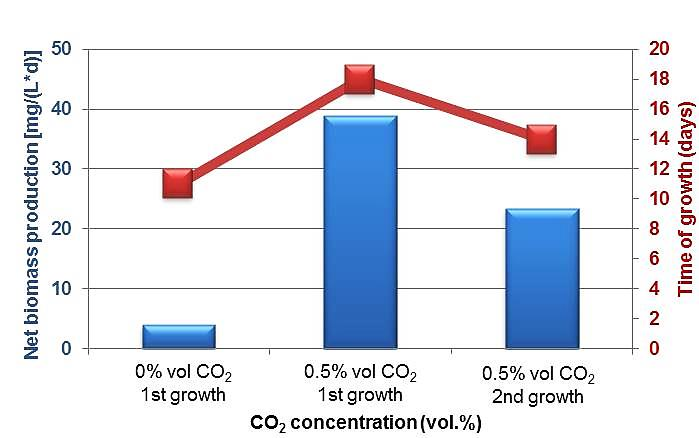 Net biomass production [mg/(L*d)]
50
40
30
20
10
0
20
18
16
14
12
10
8
6
4
2
0
Time of growth (days)
0% vol CO₂
1st growth
0.5% vol CO₂
1st growth
0.5% vol CO₂
2nd growth
CO₂ concentration (vol.%)